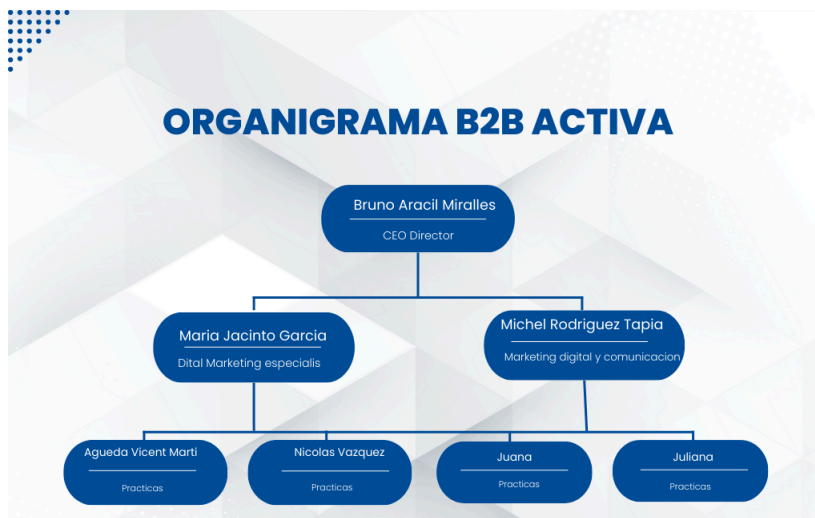 ORGANIGRAMA B2B ACTIVA
Bruno Aracil Miralles
CEO Director
Maria Jacinto Garcia
Dital Marketing especialis
Michel Rodriguez Tapia
Marketing digital y comunicacion
Agueda Vicent Marti
Practicas
Nicolas Vazquez
Practicas
Juana
Practicas
Juliana
Practicas